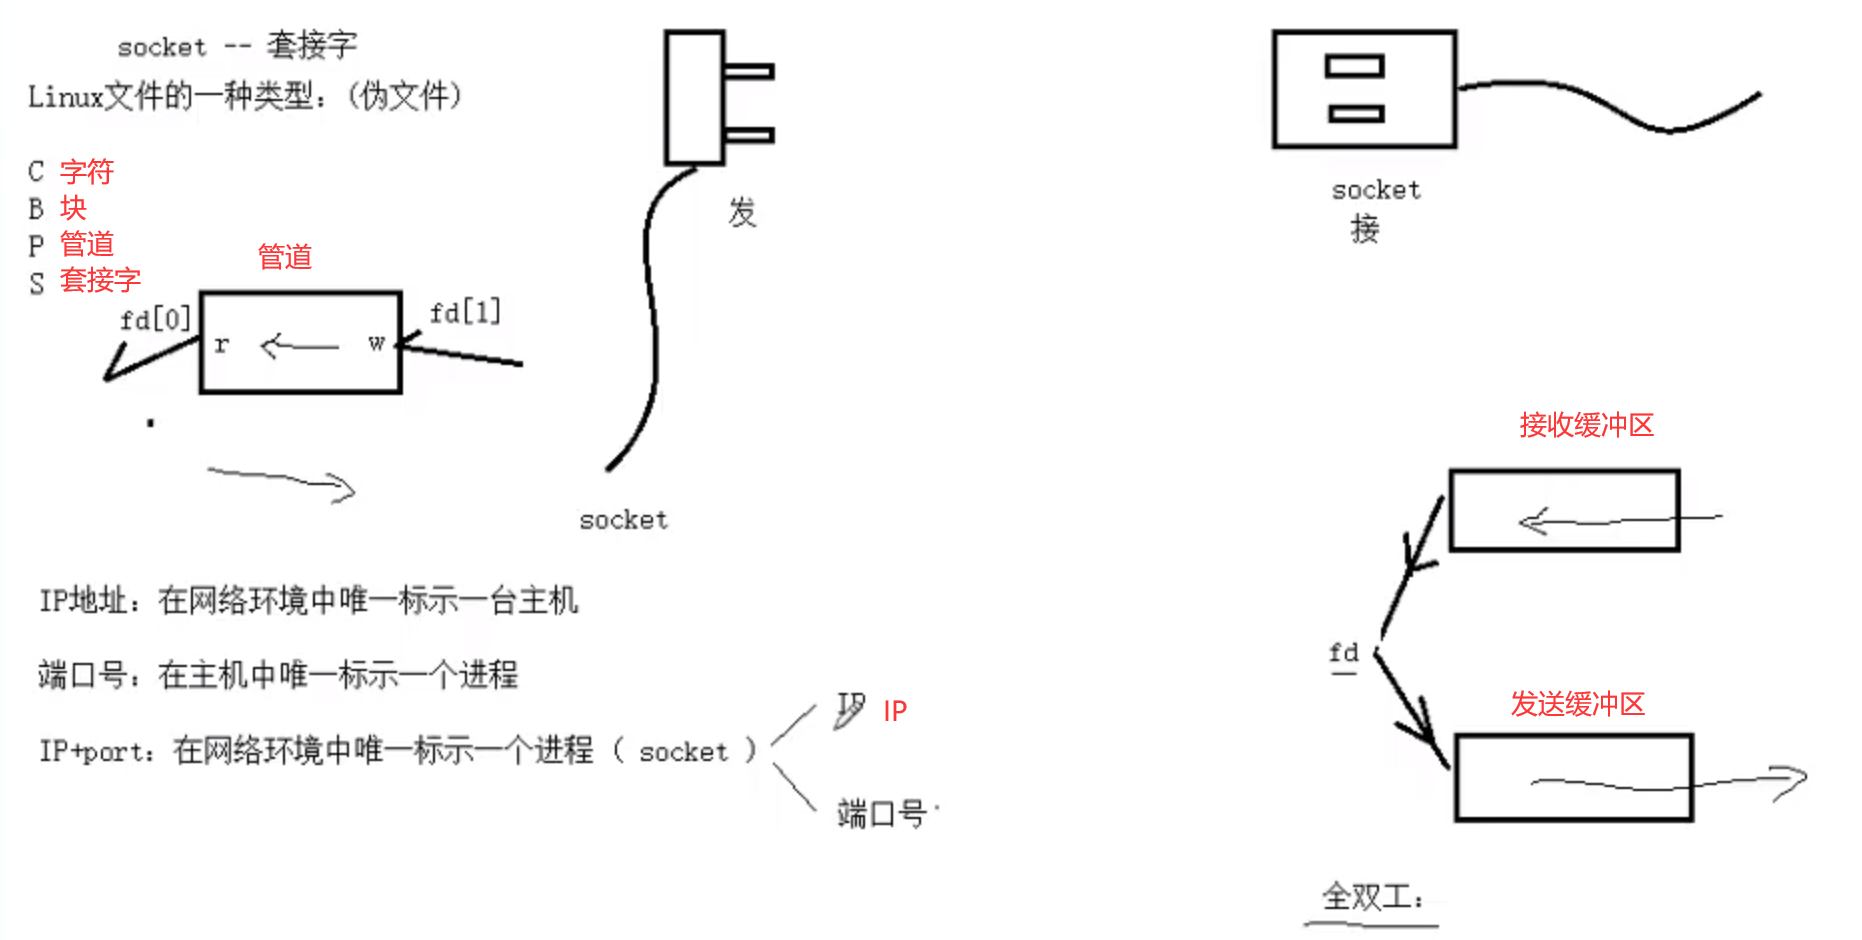 socket -- 套接字
Linux文件的一种类型：（伪文件）
C 字符
B 块
P 管道
S 套接字
管道
fd[0]
r
w
fd[1]
发
socket
socket
接
IP地址：在网络环境中唯一标示一台主机
端口号：在主机中唯一标示一个进程
IP+port：在网络环境中唯一标示一个进程（ socket ）
IP IP
端口号
接收缓冲区
fd
发送缓冲区
全双工：